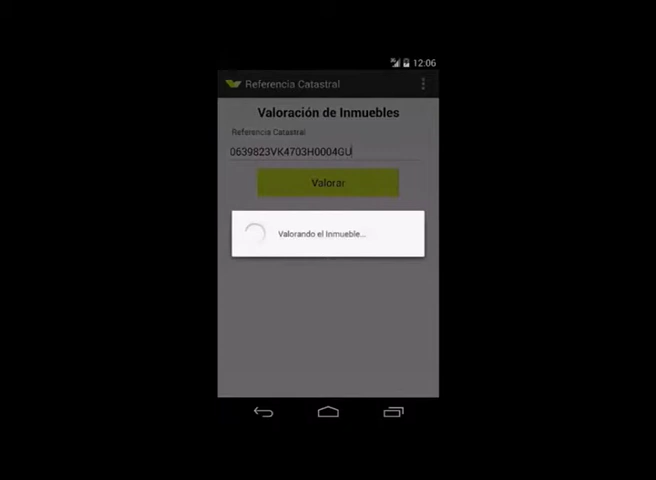 12:06
Referencia Catastral
Valoración de Inmuebles
Referencia Catastral
0639823VK4703H0004GU
Valorar
Valorando el Inmueble...